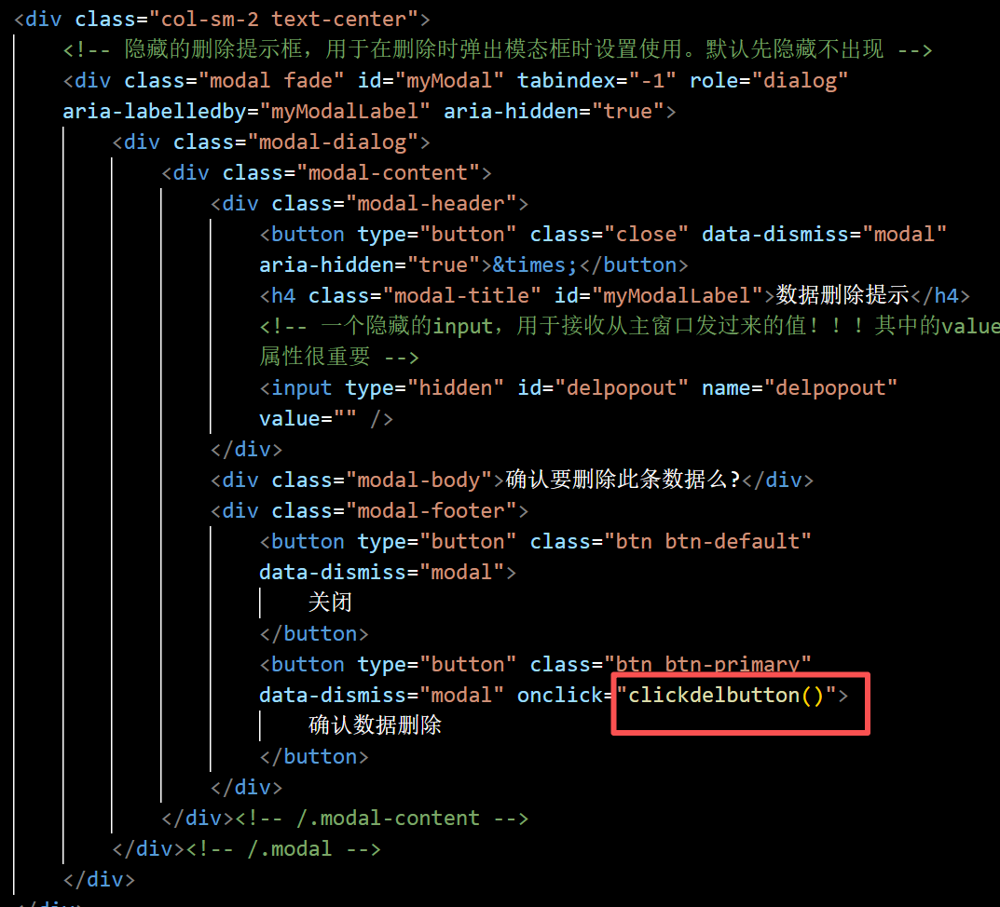 <div class="col-sm-2 text-center">
<!-- 隐藏的删除提示框，用于在删除时弹出模态框时设置使用。默认先隐藏不出现 -->
<div class="modal fade" id="myModal" tabindex="-1" role="dialog"
aria-labelledby="myModalLabel" aria-hidden="true">
<div class="modal-dialog">
<div class="modal-content">
<div class="modal-header">
<button type="button" class="close" data-dismiss="modal"
aria-hidden="true">&times;</button>
<h4 class="modal-title" id="myModalLabel">数据删除提示</h4>
<!-- 一个隐藏的input，用于接收从主窗口发过来的值！！！其中的value
属性很重要 -->
<input type="hidden" id="delpopout" name="delpopout"
value="" />
</div>
<div class="modal-body">确认要删除此条数据么?</div>
<div class="modal-footer">
<button type="button" class="btn btn-default"
data-dismiss="modal">
关闭
</button>
<button type="button" class="btn btn-primary"
data-dismiss="modal" onclick="clickdelbutton()">
确认数据删除
</button>
</div>
</div><!-- /.modal-content -->
</div><!-- /.modal -->
</div>